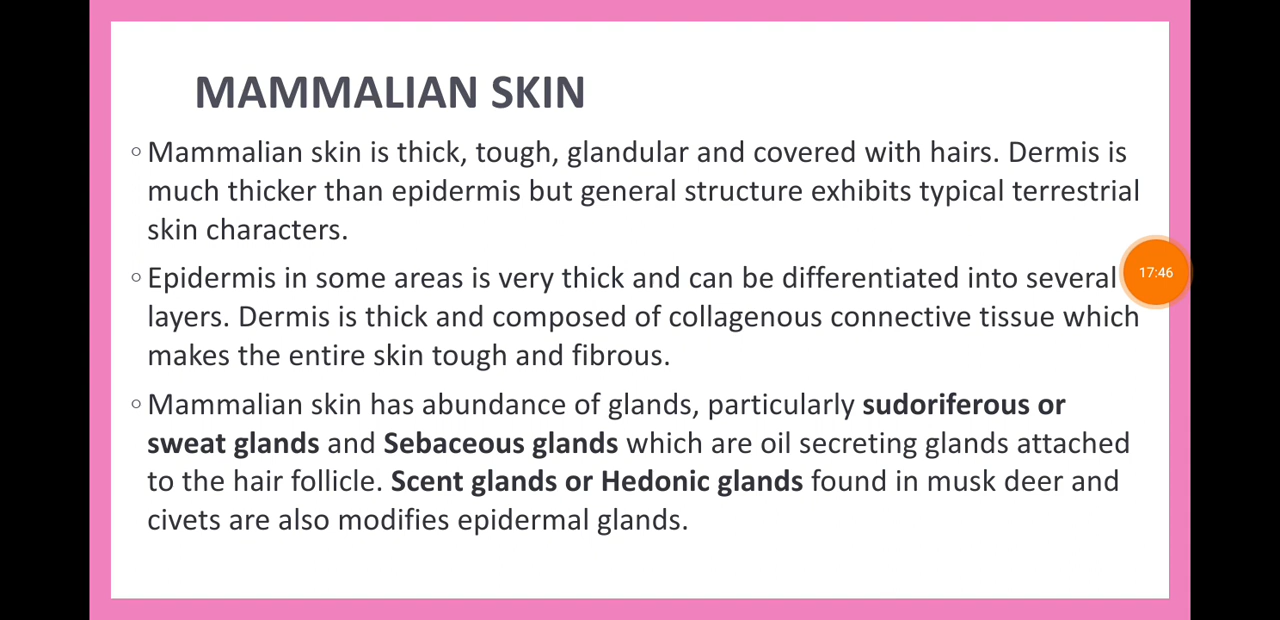 MAMMALIAN SKIN
◦ Mammalian skin is thick, tough, glandular and covered with hairs. Dermis is
much thicker than epidermis but general structure exhibits typical terrestrial
skin characters.
◦ Epidermis in some areas is very thick and can be differentiated into several
17:46
layers. Dermis is thick and composed of collagenous connective tissue which
makes the entire skin tough and fibrous.
◦ Mammalian skin has abundance of glands, particularly sudoriferous or
sweat glands and Sebaceous glands which are oil secreting glands attached
to the hair follicle. Scent glands or Hedonic glands found in musk deer and
civets are also modifies epidermal glands.